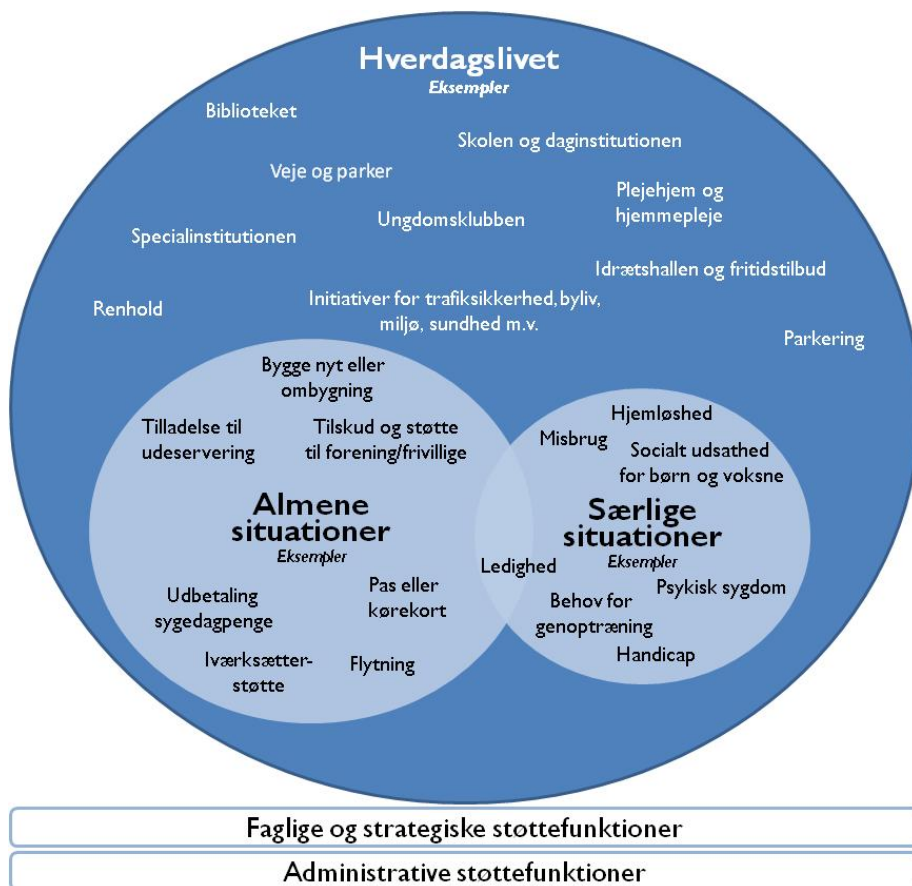 Hverdagslivet
Eksempler
Biblioteket
Skolen og daginstitutionen
Veje og parker
Plejehjem og
hjemmepleje
Ungdomsklubben
Specialinstitutionen
Idrætshallen og fritidstilbud
Renhold
Initiativer for trafiksikkerhed, byliv,
miljø, sundhed m.v.
Parkering
Bygge nyt eller
ombygning
Tilladelse til
udeservering
Tilskud og støtte
til forening/frivillige
Almene
situationer
Eksempler
Udbetaling
sygedagpenge
Pas eller
kørekort
Iværksætter-
støtte
Flytning
Ledighed
Hjemløshed
Misbrug
Socialt udsathed
for børn og voksne
Særlige
situationer
Eksempler
Psykisk sygdom
Behov for
genoptræning
Handicap
Faglige og strategiske støttefunktioner
Administrative støttefunktioner